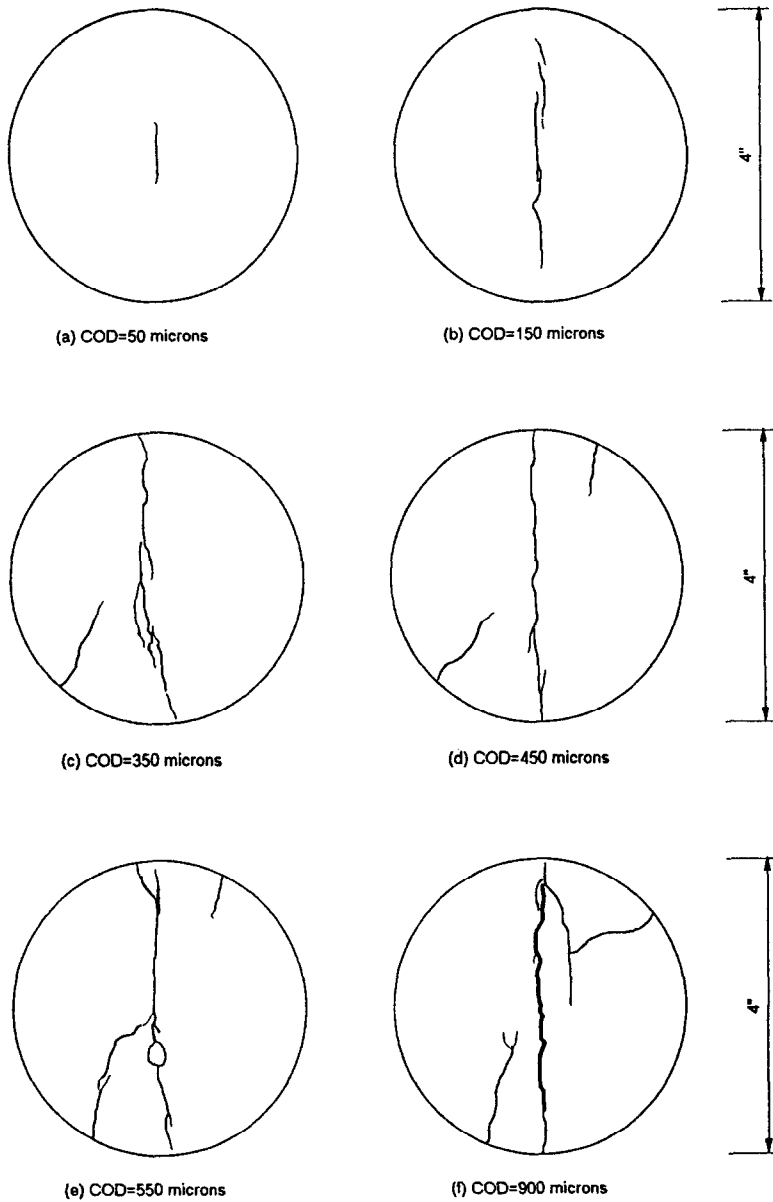 4"
(a) COD=50 microns
(b) COD=150 microns
4"
(c) COD=350 microns
(d) COD=450 microns
4"
(e) COD=550 microns
(f) COD=900 microns